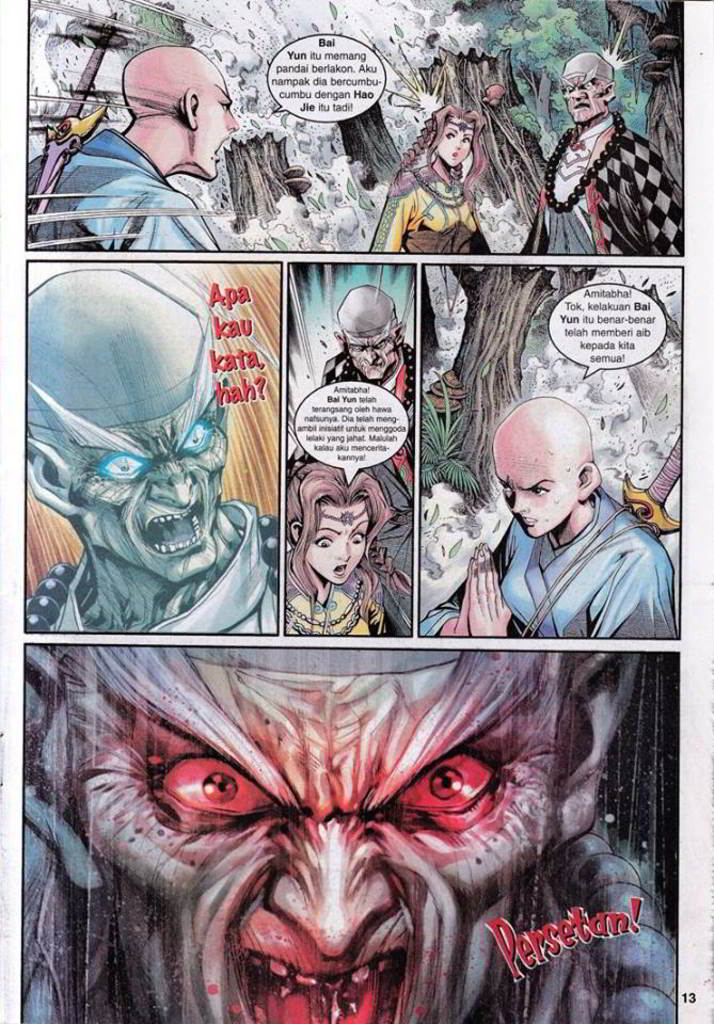 Bai
Yun itu memang
pandai berlakon. Aku
nampak dia bercumbu-
cumbu dengan Hao
Jie itu tadi!
Apa
kau
kata,
hah?
Amitabha!
Bai Yun telah
terangsang oleh hawa
nafsunya. Dia telah meng-
ambil inisiatif untuk menggoda
lelaki yang jahat. Malulah
kalau aku mencerita-
kannya!
Amitabha!
Tok, kelakuan Bai
Yun itu benar-benar
telah memberi aib
kepada kita
semua!
Persetan!
13